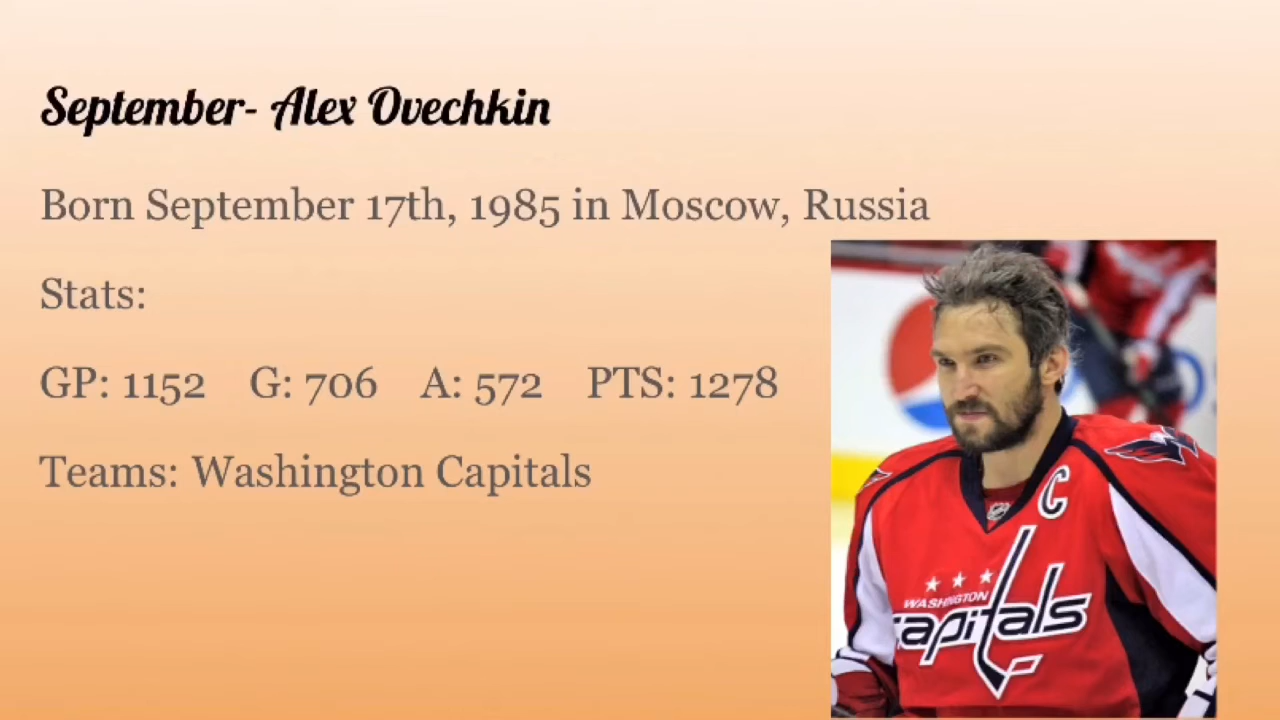 September- Alex Ovechkin
Born September 17th, 1985 in Moscow, Russia
Stats:
GP: 1152 G: 706 A: 572 PTS: 1278
Teams: Washington Capitals
C
WASHINGTON
capitals